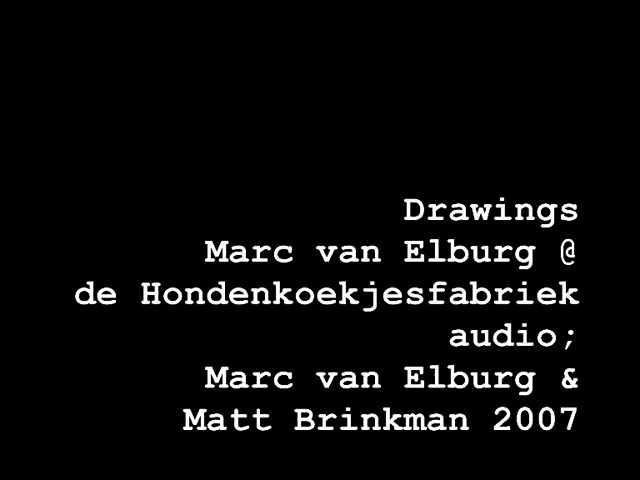 Drawings
Marc van Elburg @
de Hondenkoekjesfabriek
audio;
Marc van Elburg &
Matt Brinkman 2007